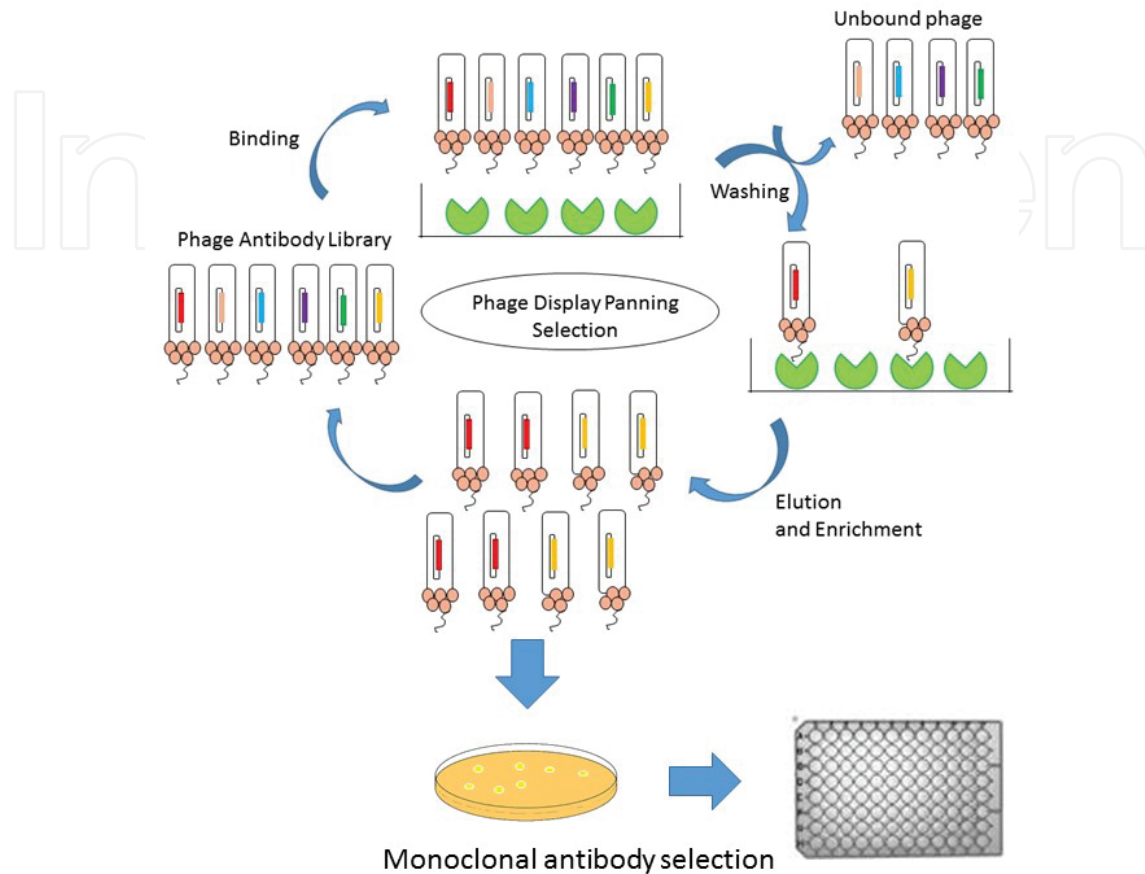 Unbound phage
Binding
Washing
Phage Antibody Library
Phage Display Panning
Selection
Elution
and Enrichment
Monoclonal antibody selection